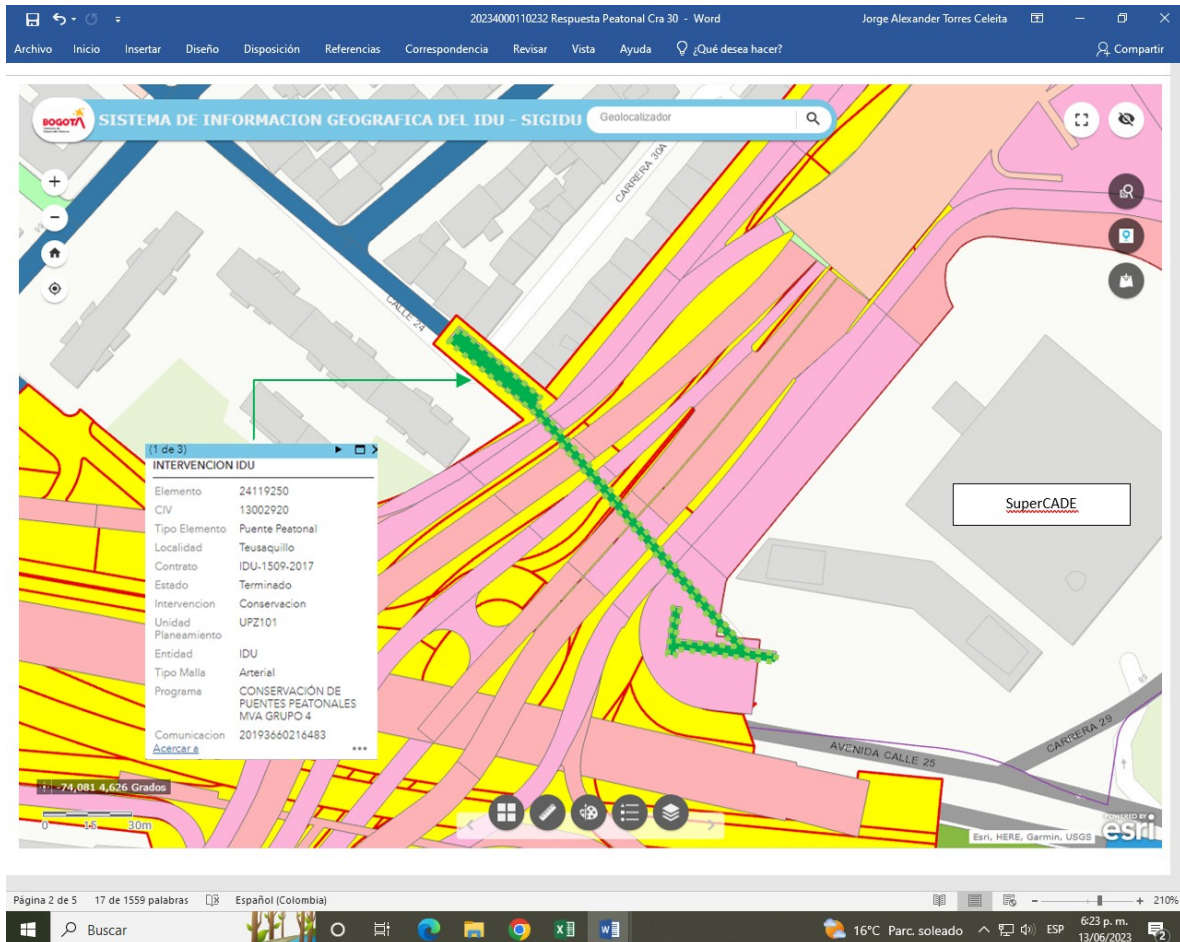 20234000110232 Respuesta Peatonal Cra 30 - Word
Jorge Alexander Torres Celeita
Archivo Inicio Insertar Diseño Disposición Referencias Correspondencia Revisar Vista Ayuda ¿Qué desea hacer? Compartir
BOGOTÁ
SISTEMA DE INFORMACION GEOGRAFICA DEL IDU - SIGIDU
Geolocalizador
CARRERA 30A
CALLE 24
(1 de 3)
INTERVENCION IDU
Elemento 24119250
CIV 13002920
Tipo Elemento Puente Peatonal
Localidad Teusaquillo
Contrato IDU-1509-2017
Estado Terminado
Intervencion Conservacion
Unidad Planeamiento UPZ101
Entidad IDU
Tipo Malla Arterial
Programa CONSERVACIÓN DE
PUENTES PEATONALES
MVA GRUPO 4
Comunicacion 20193660216483
Acercar a
SuperCADE
AVENIDA CALLE 25
CARRERA 29
-74,081 4,626 Grados
0 15 30m
Esri, HERE, Garmin, USGS
POWERED BY
esri
Página 2 de 5 17 de 1559 palabras Español (Colombia) 210%
Buscar
16°C Parc. soleado ESP
6:23 p. m.
13/06/2023
2